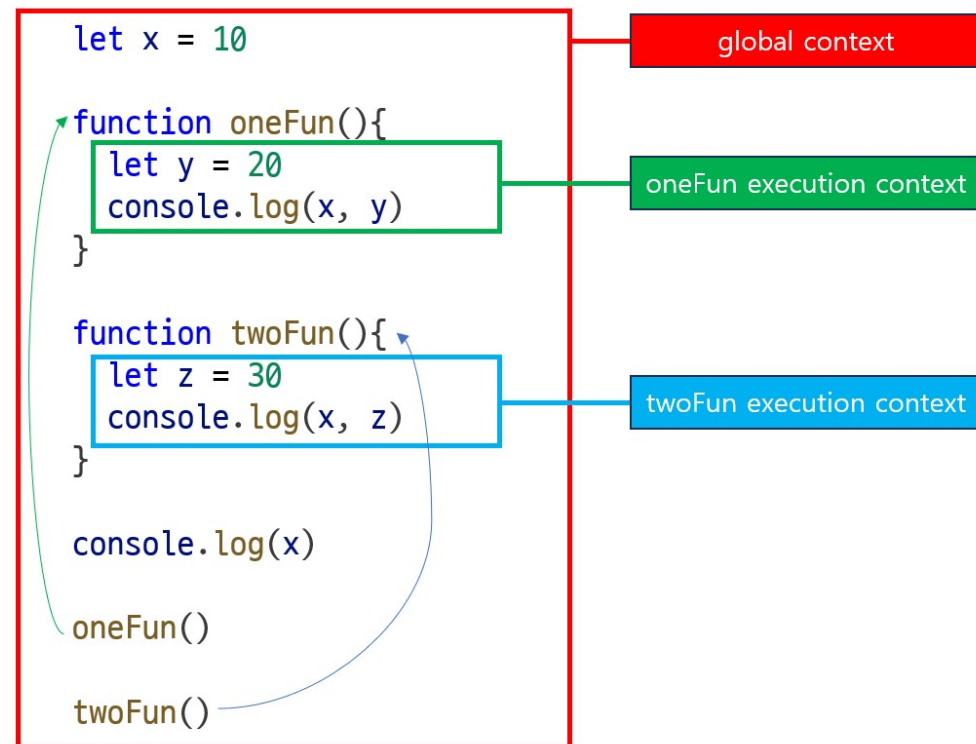 let x = 10
global context
function oneFun(){
let y = 20
console.log(x, y)
oneFun execution context
}
function twoFun(){
let z = 30
console.log(x, z)
twoFun execution context
}
console.log(x)
oneFun()
twoFun()